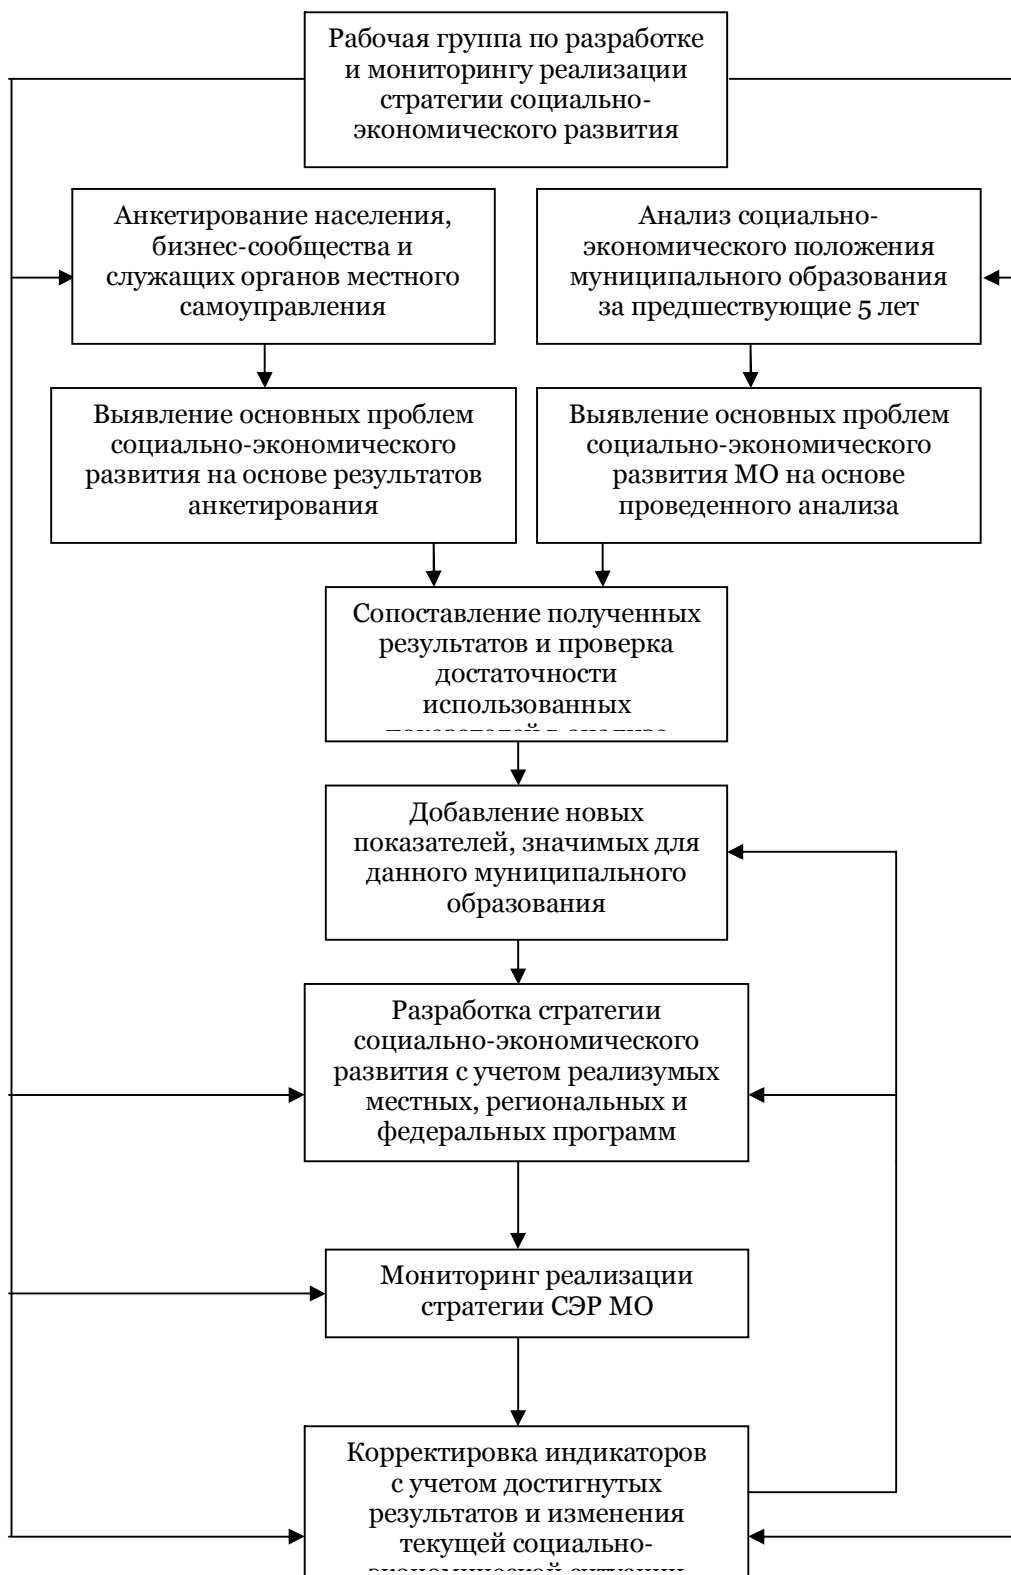 Рабочая группа по разработке
и мониторингу реализации
стратегии социально-
экономического развития
Анкетирование населения,
бизнес-сообщества и
служащих органов местного
самоуправления
Анализ социально-
экономического положения
муниципального образования
за предшествующие 5 лет
Выявление основных проблем
социально-экономического
развития на основе результатов
анкетирования
Выявление основных проблем
социально-экономического
развития МО на основе
проведенного анализа
Сопоставление полученных
результатов и проверка
достаточности
использованных
Добавление новых
показателей, значимых для
данного муниципального
образования
Разработка стратегии
социально-экономического
развития с учетом реализумых
местных, региональных и
федеральных программ
Мониторинг реализации
стратегии СЭР МО
Корректировка индикаторов
с учетом достигнутых
результатов и изменения
текущей социально-
экономической ситуации